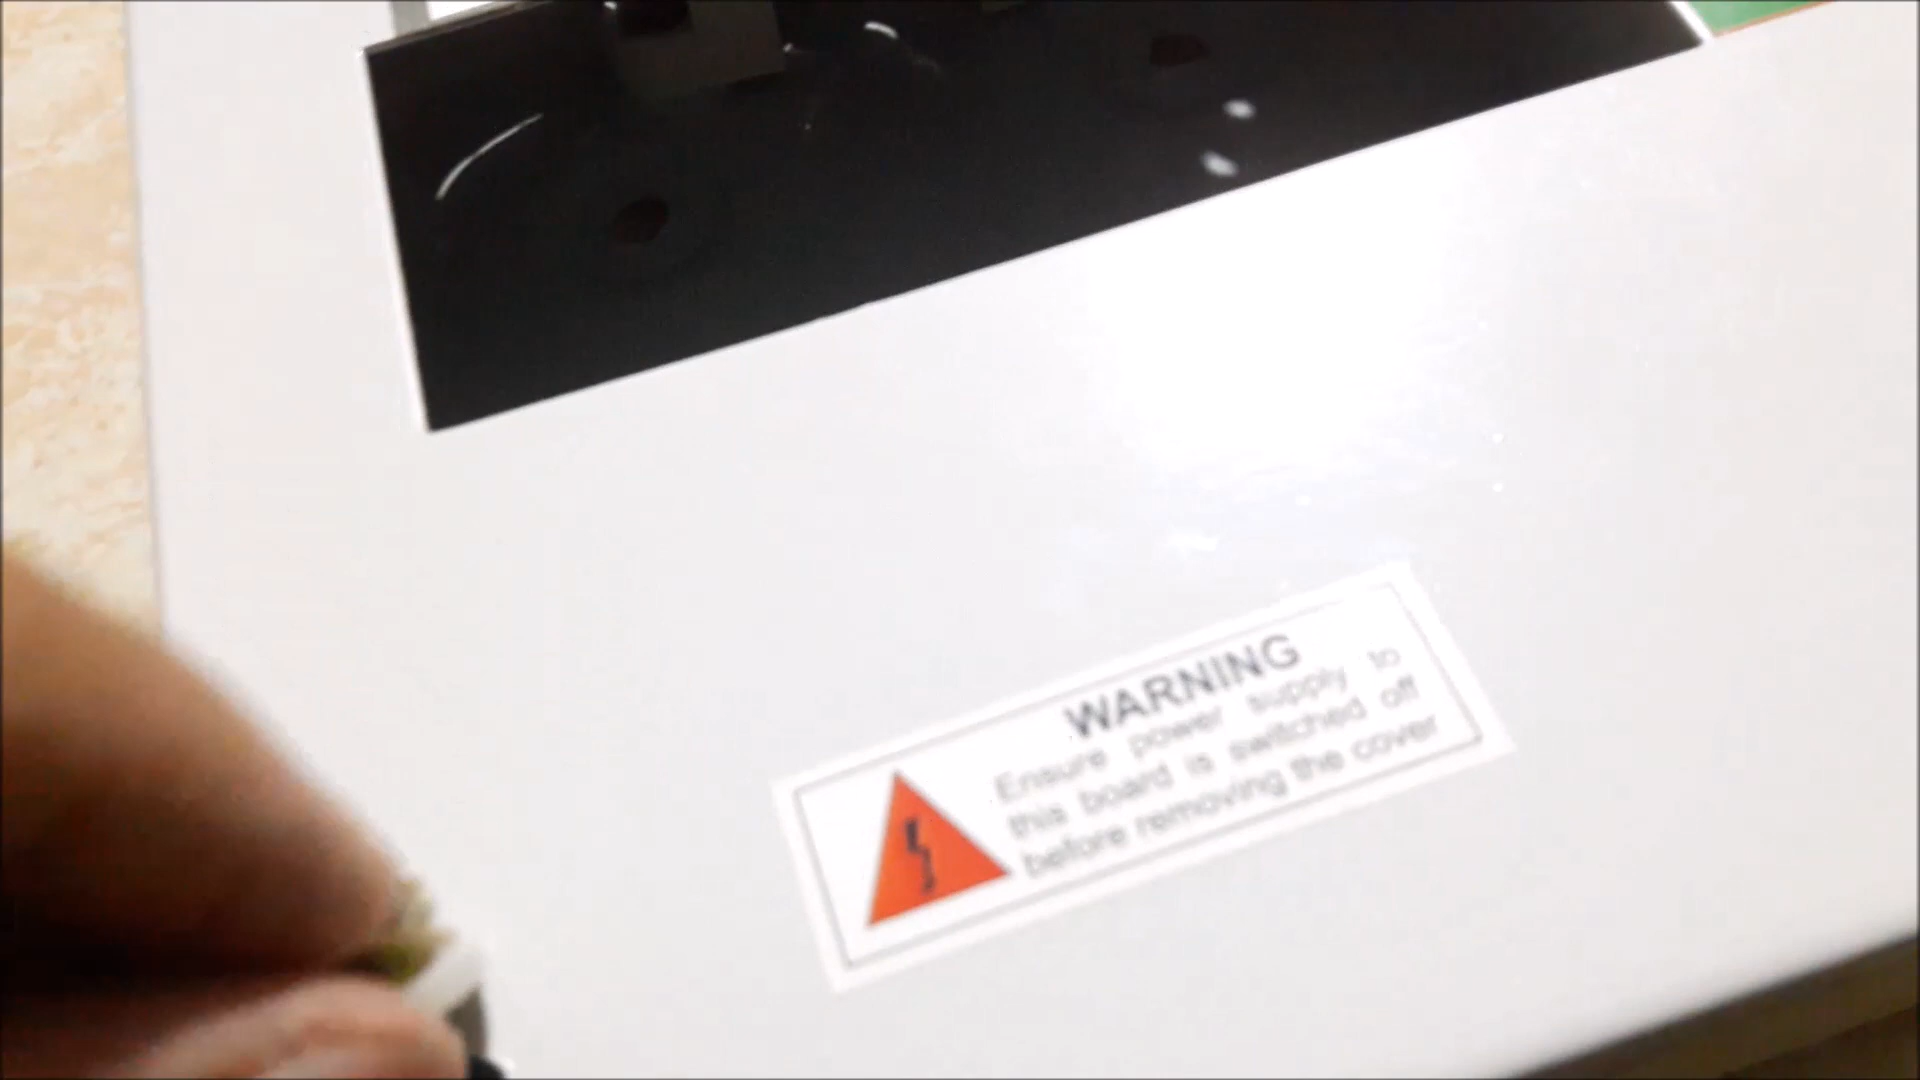 WARNING
Ensure power supply to
this board is switched off
before removing the cover